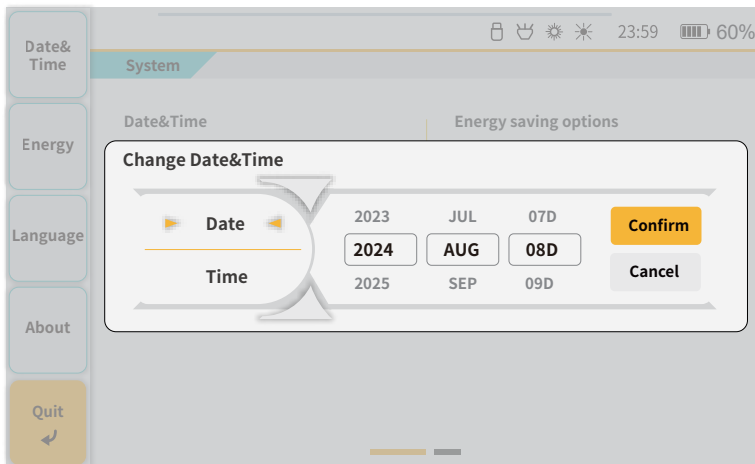 Date&
Time
23:59
60%
System
Energy
Date&Time
Energy saving options
Change Date&Time
Date
Time
2023 JUL 07D
2024 AUG 08D
2025 SEP 09D
Confirm
Cancel
Language
About
Quit